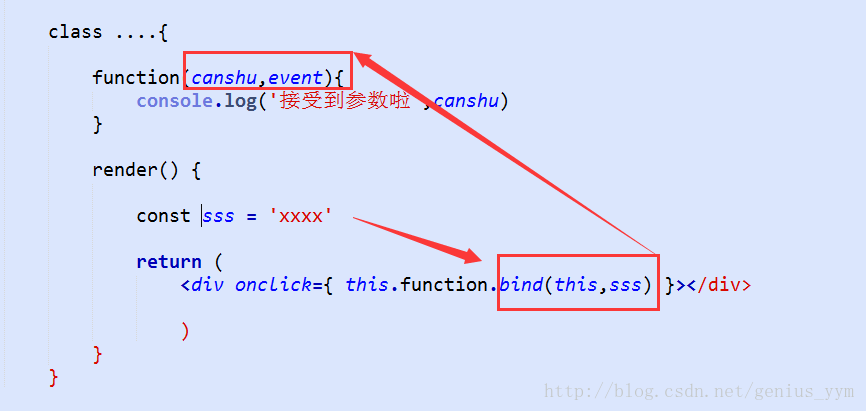 class ....{
function(canshu,event){
console.log('接受到参数啦 ,canshu)
}
render() {
const sss = 'xxxx'
return (
<div onclick={ this.function.bind(this,sss) }></div>
)
}
}
http://blog.csdn.net/genius_yym